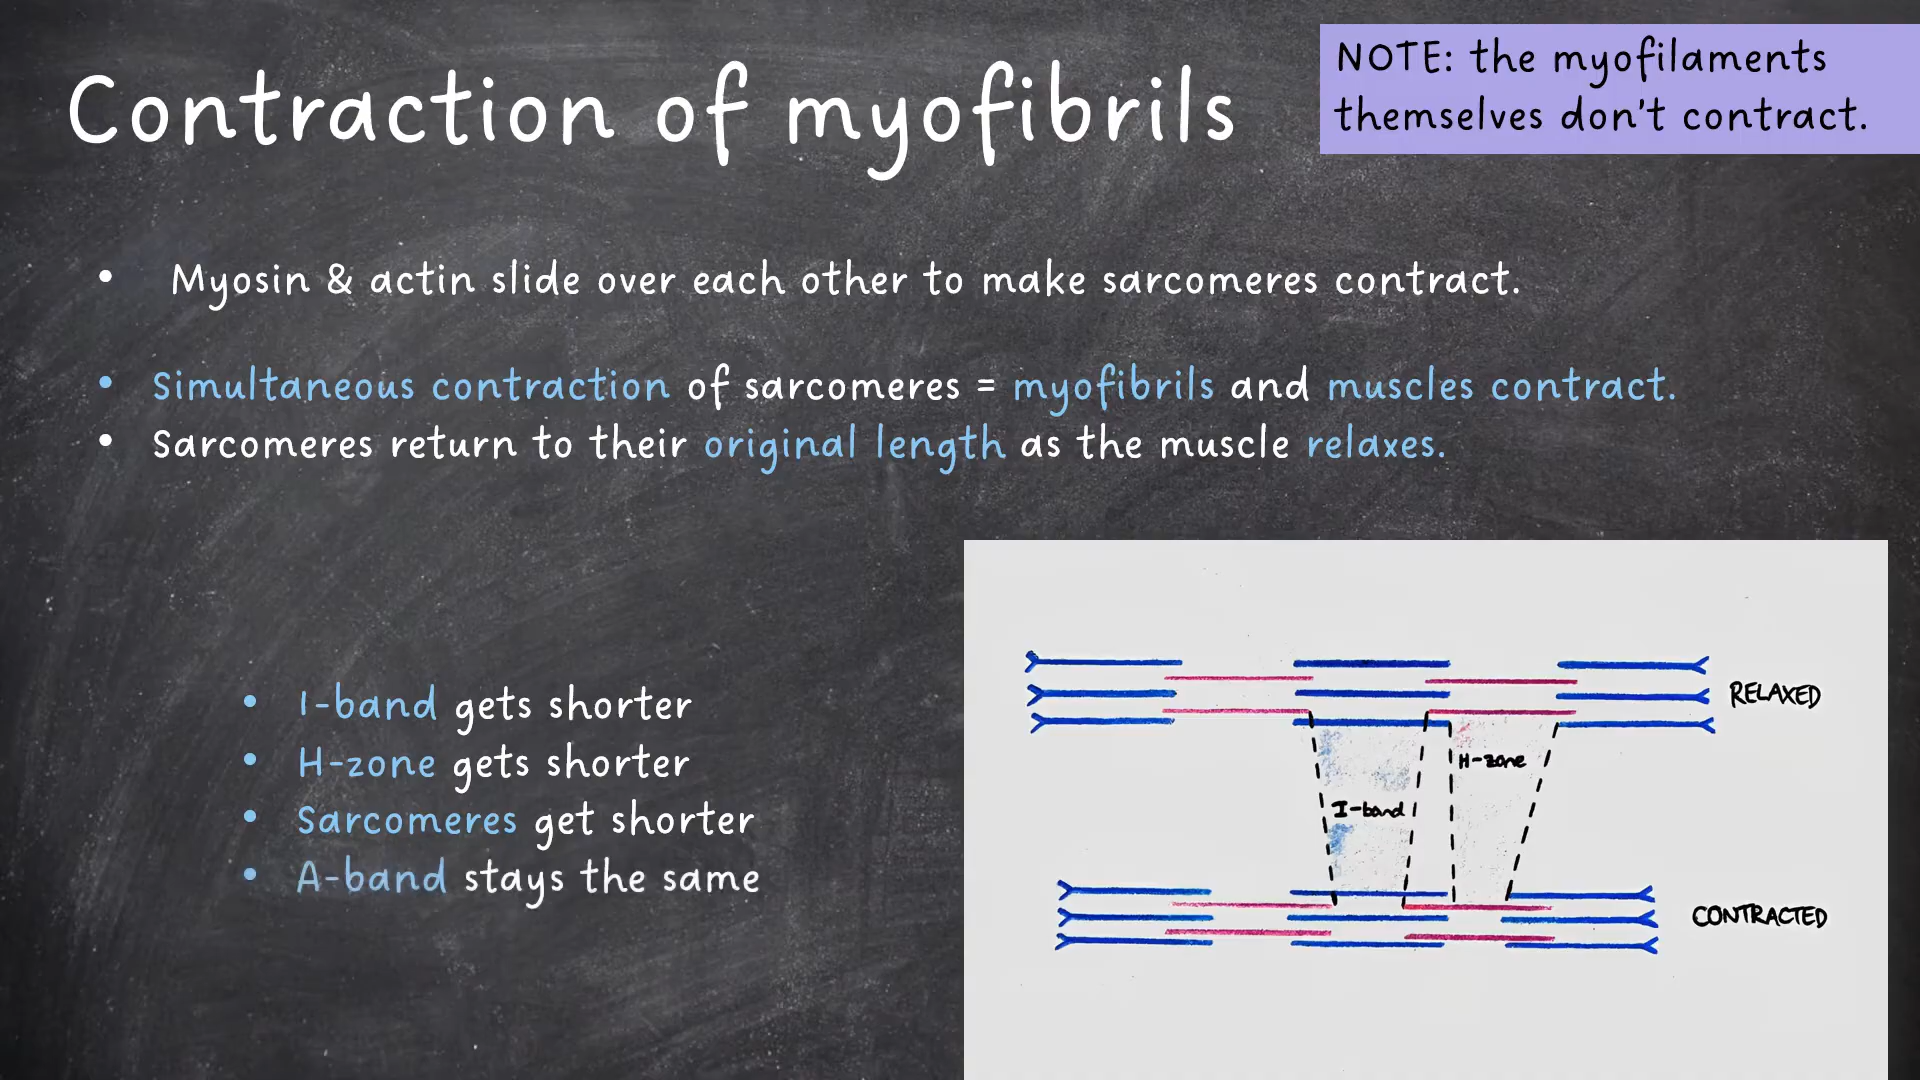 Contraction of myofibrils
NOTE: the myofilaments
themselves don't contract.
• Myosin & actin slide over each other to make sarcomeres contract.
• Simultaneous contraction of sarcomeres = myofibrils and muscles contract.
• Sarcomeres return to their original length as the muscle relaxes.
• I-band gets shorter
• H-zone gets shorter
• Sarcomeres get shorter
• A-band stays the same
RELAXED
H-zone
I-band
CONTRACTED